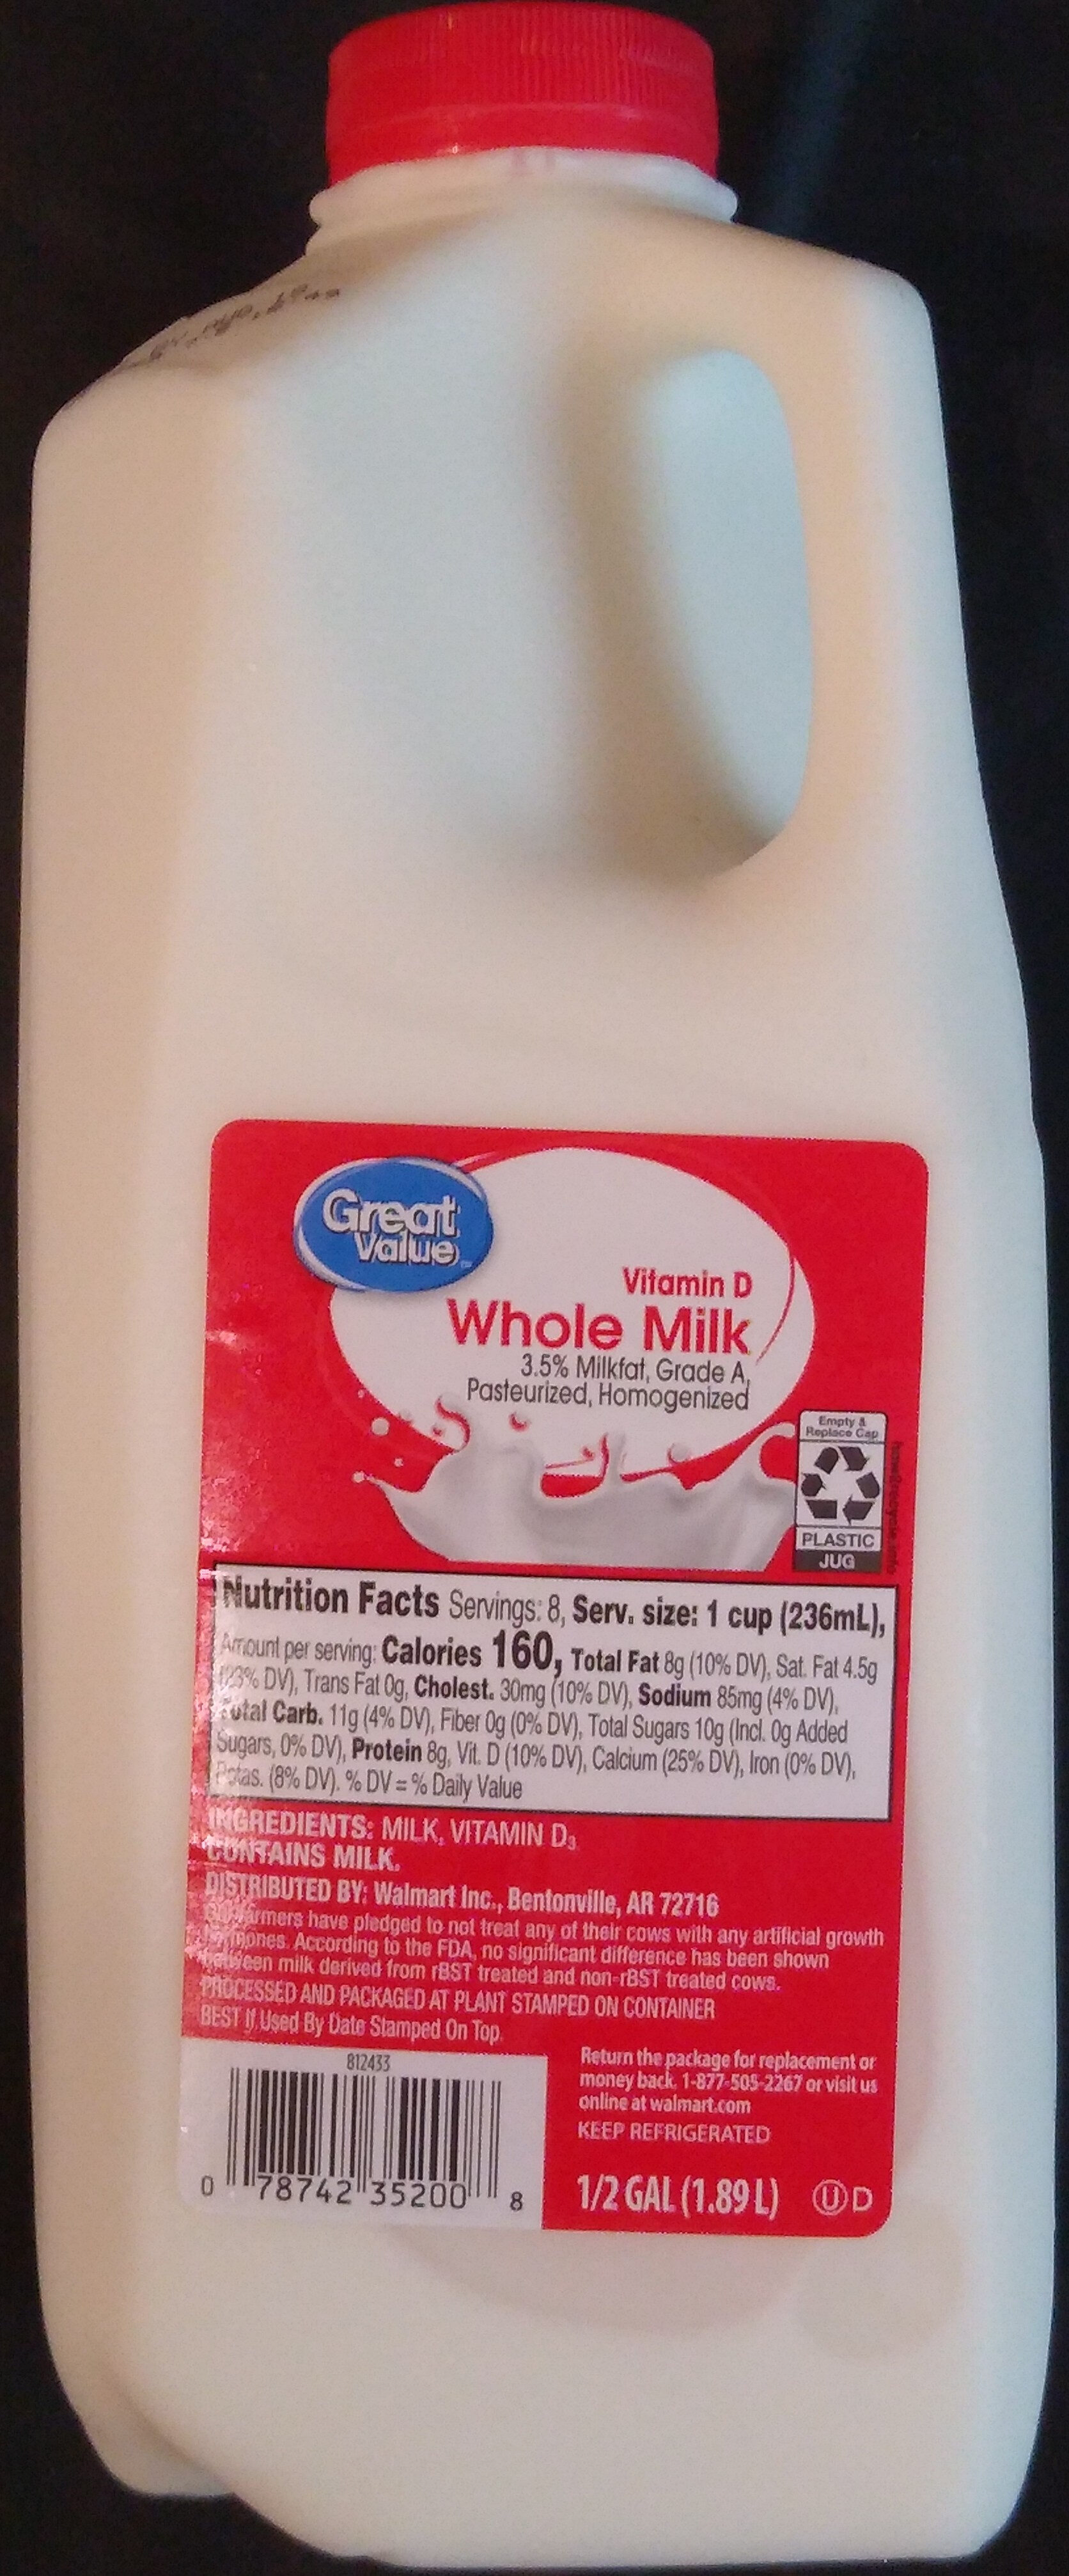 Great
Value
Vitamin D
Whole Milk
3.5% Milkfat, Grade A,
Pasteurized, Homogenized
Empty &
Replace Cap
how2recycle.info
PLASTIC
JUG
Nutrition Facts Servings: 8, Serv. size: 1 cup (236mL),
Amount per serving: Calories 160, Total Fat 8g (10% DV), Sat. Fat 4.5g
(23% DV), Trans Fat 0g, Cholest. 30mg (10% DV), Sodium 85mg (4% DV),
Total Carb. 11g (4% DV), Fiber 0g (0% DV), Total Sugars 10g (Incl. 0g Added
Sugars, 0% DV), Protein 8g, Vit. D (10% DV), Calcium (25% DV), Iron (0% DV),
Potas. (8% DV). % DV = % Daily Value
INGREDIENTS: MILK, VITAMIN D3.
CONTAINS MILK.
DISTRIBUTED BY: Walmart Inc., Bentonville, AR 72716
farmers have pledged to not treat any of their cows with any artificial growth
hormones. According to the FDA, no significant difference has been shown
between milk derived from rBST treated and non-rBST treated cows.
PROCESSED AND PACKAGED AT PLANT STAMPED ON CONTAINER
BEST If Used By Date Stamped On Top.
812433
0 78742 35200 8
Return the package for replacement or
money back. 1-877-505-2267 or visit us
online at walmart.com
KEEP REFRIGERATED
1/2 GAL (1.89 L) U D